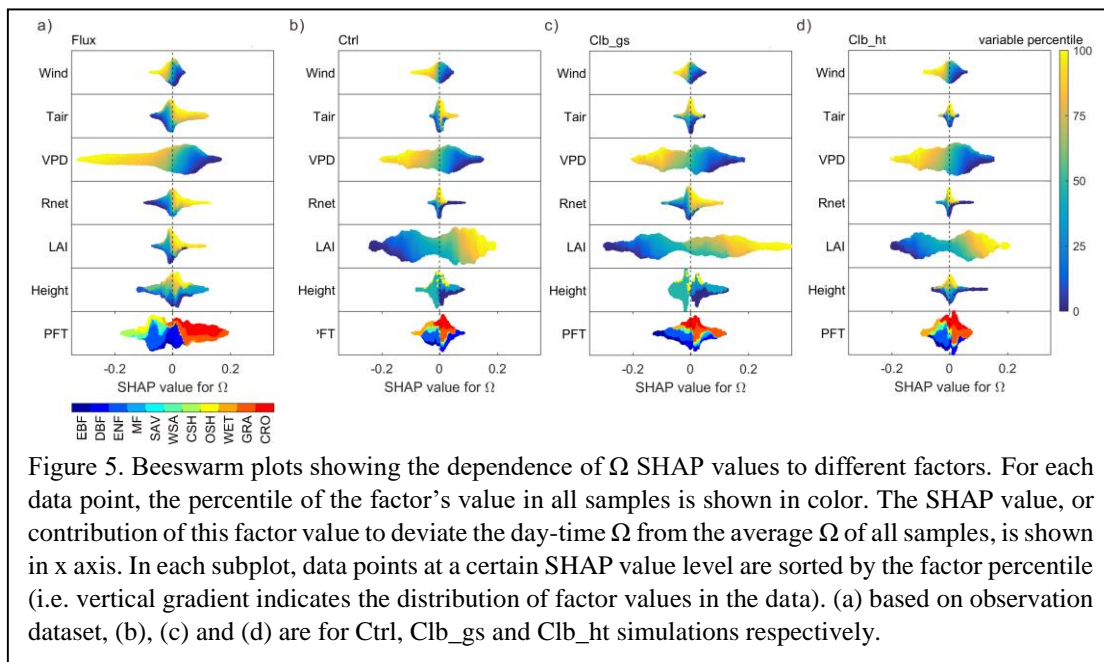 a)
Flux
b)
Ctrl
c)
Clb_gs
d)
Clb_ht
variable percentile
Wind
Tair
VPD
Rnet
LAI
Height
PFT
-0.2 0 0.2
SHAP value for Ω
Wind
Tair
VPD
Rnet
LAI
Height
'FT
-0.2 0 0.2
SHAP value for Ω
Wind
Tair
VPD
Rnet
LAI
Height
PFT
-0.2 0 0.2
SHAP value for Ω
Wind
Tair
VPD
Rnet
LAI
Height
PFT
-0.2 0 0.2
SHAP value for Ω
100
75
50
25
0
EBF
DBF
ENF
MF
SAV
WSA
CSH
OSH
WET
GRA
CRO
Figure 5. Beeswarm plots showing the dependence of Ω SHAP values to different factors. For each
data point, the percentile of the factor's value in all samples is shown in color. The SHAP value, or
contribution of this factor value to deviate the day-time Ω from the average Ω of all samples, is shown
in x axis. In each subplot, data points at a certain SHAP value level are sorted by the factor percentile
(i.e. vertical gradient indicates the distribution of factor values in the data). (a) based on observation
dataset, (b), (c) and (d) are for Ctrl, Clb_gs and Clb_ht simulations respectively.